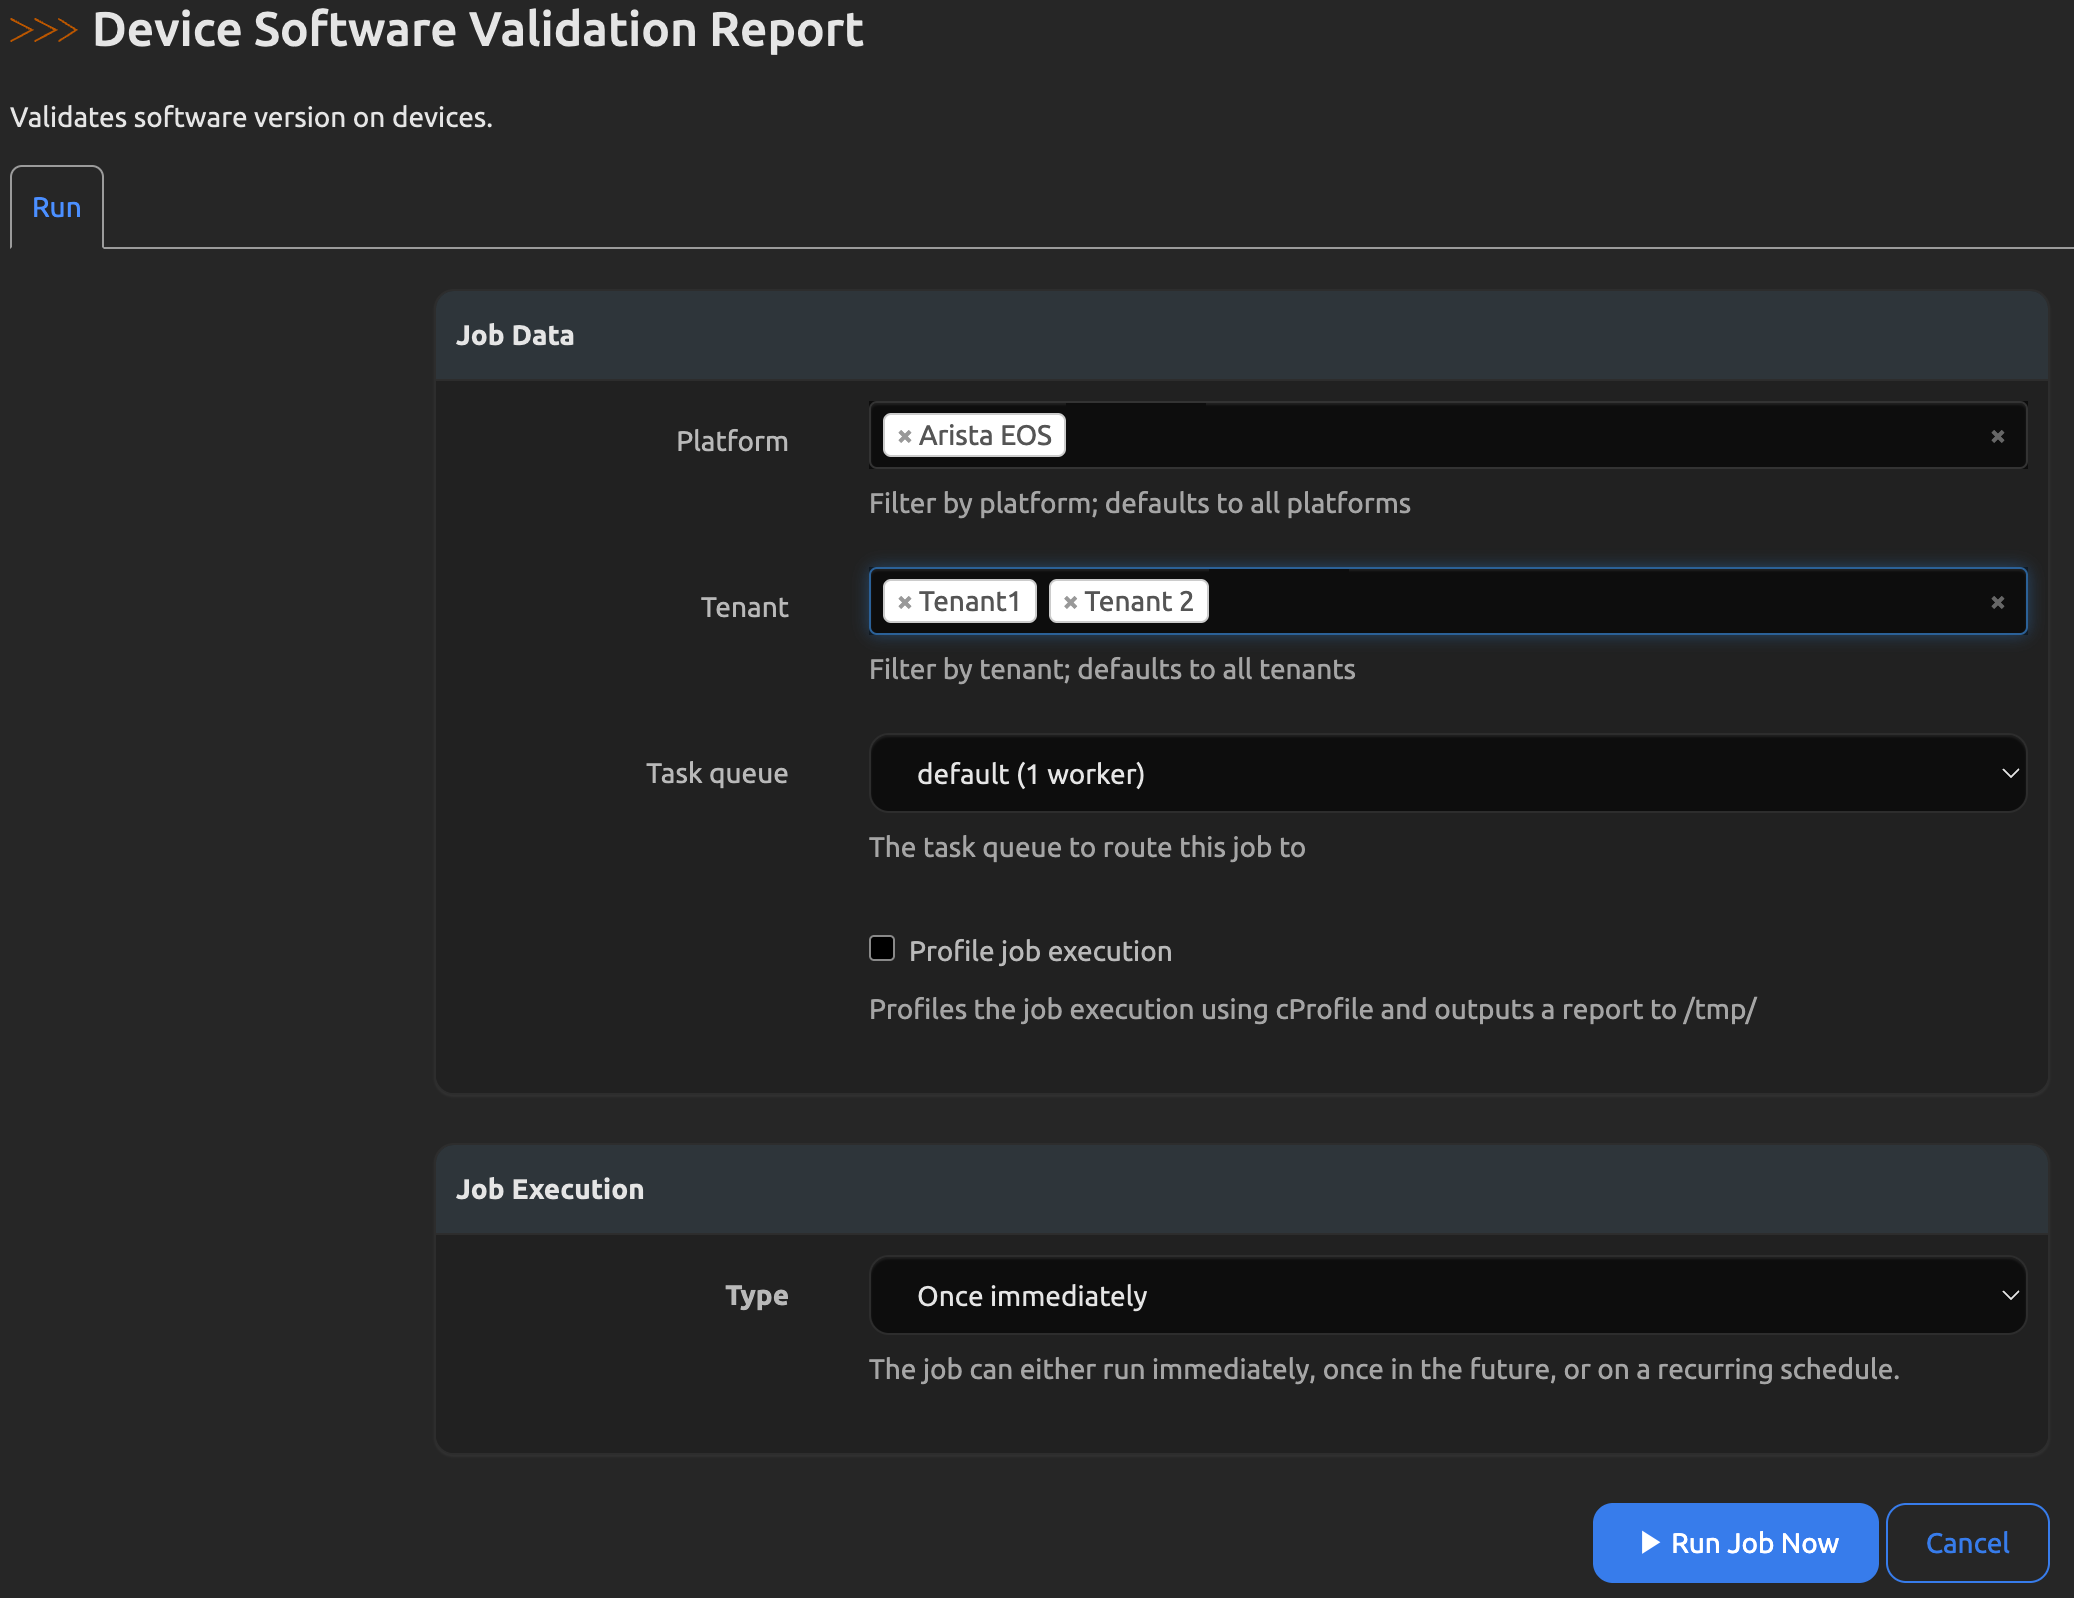 >>> Device Software Validation Report
Validates software version on devices.
Run
Job Data
Platform
× Arista EOS
×
Filter by platform; defaults to all platforms
Tenant
× Tenant1 × Tenant 2
×
Filter by tenant; defaults to all tenants
Task queue
default (1 worker)
The task queue to route this job to
Profile job execution
Profiles the job execution using cProfile and outputs a report to /tmp/
Job Execution
Type
Once immediately
The job can either run immediately, once in the future, or on a recurring schedule.
Run Job Now
Cancel